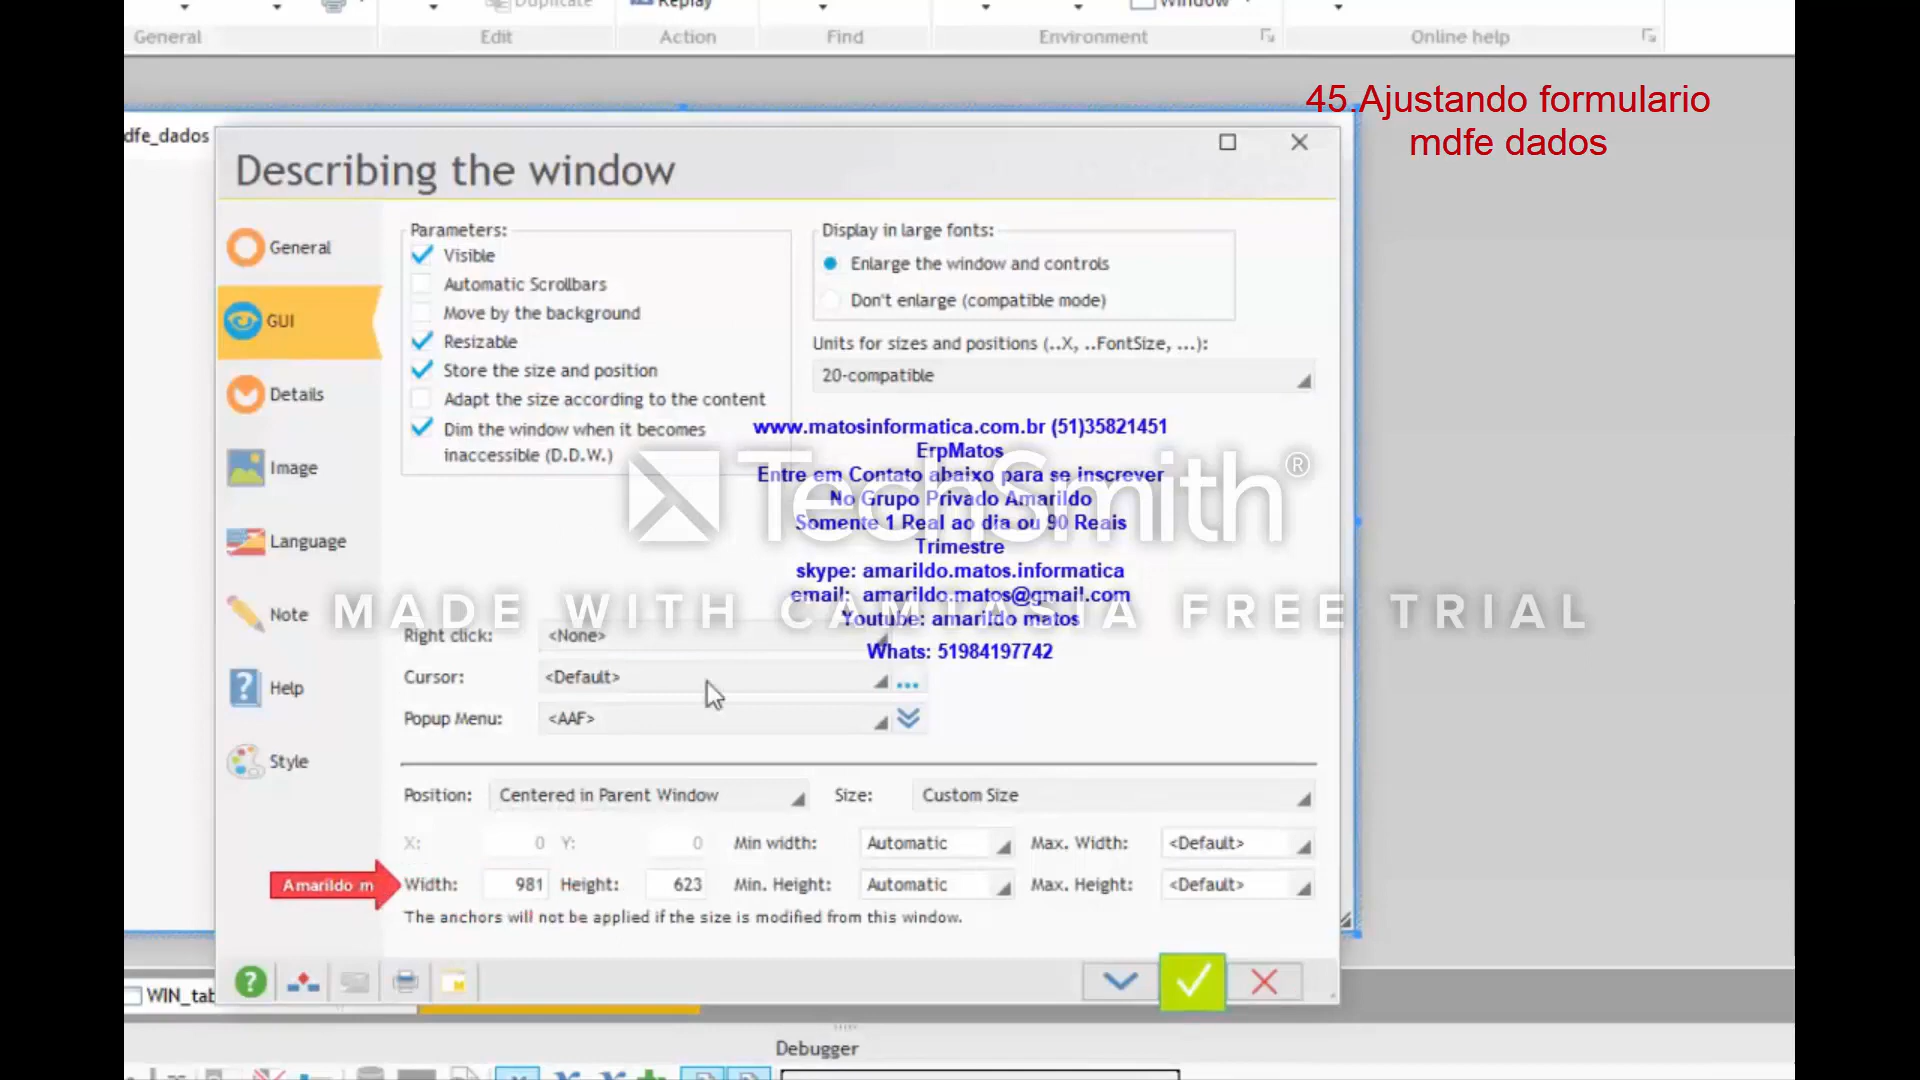 Duplicate
Replay
Window
General
Edit
Action
Find
Environment
Online help
45.Ajustando formulario
mdfe dados
dfe_dados
Describing the window
General
GUI
Details
Image
Language
Note
Help
Style
Parameters:
Visible
Automatic Scrollbars
Move by the background
Resizable
Store the size and position
Adapt the size according to the content
Dim the window when it becomes
inaccessible (D.D.W.)
Display in large fonts:
Enlarge the window and controls
Don't enlarge (compatible mode)
Units for sizes and positions (..X, ..FontSize, ...):
20-compatible
www.matosinformatica.com.br (51)35821451
ErpMatos
Entre em Contato abaixo para se inscrever
No Grupo Privado Amarildo
Somente 1 Real ao dia ou 90 Reais
Trimestre
skype: amarildo.matos.informatica
email: amarildo.matos@gmail.com
Youtube: amarildo matos
Whats: 51984197742
TechSmith®
MADE WITH CAMTASIA FREE TRIAL
Right click: <None>
Cursor: <Default> ...
Popup Menu: <AAF>
Position: Centered in Parent Window Size: Custom Size
X: 0 Y: 0 Min width: Automatic Max. Width: <Default>
Amarildo m
Width: 981 Height: 623 Min. Height: Automatic Max. Height: <Default>
The anchors will not be applied if the size is modified from this window.
WIN_tab
Debugger